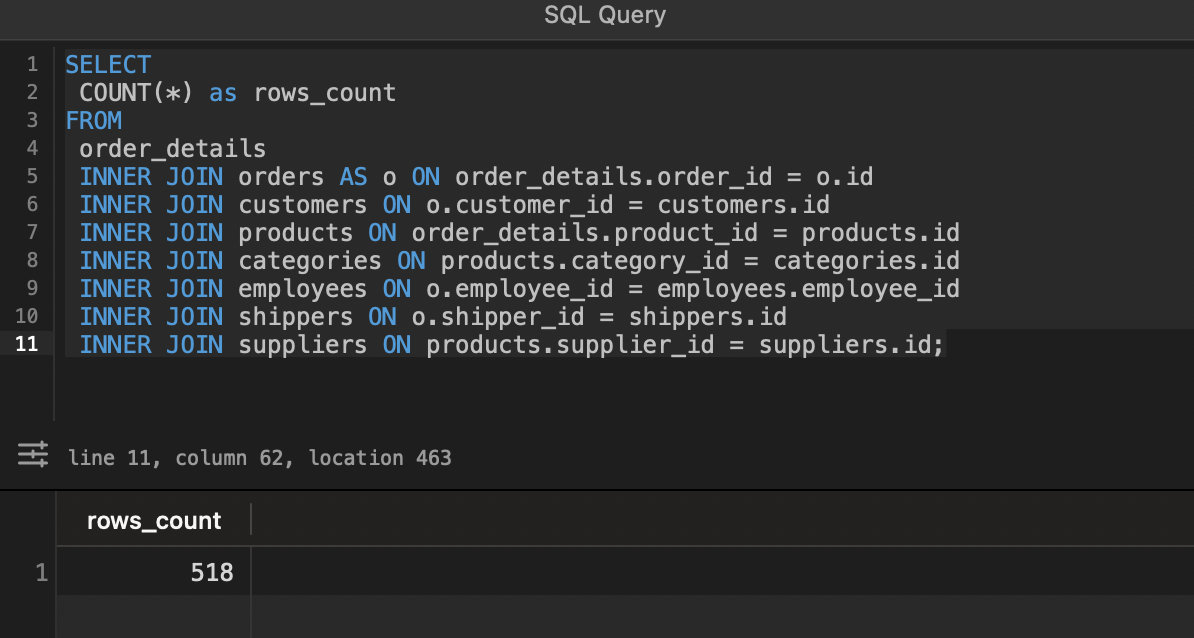 SQL Query
1 SELECT
2 COUNT(*) as rows_count
3 FROM
4 order_details
5 INNER JOIN orders AS o ON order_details.order_id = o.id
6 INNER JOIN customers ON o.customer_id = customers.id
7 INNER JOIN products ON order_details.product_id = products.id
8 INNER JOIN categories ON products.category_id = categories.id
9 INNER JOIN employees ON o.employee_id = employees.employee_id
10 INNER JOIN shippers ON o.shipper_id = shippers.id
11 INNER JOIN suppliers ON products.supplier_id = suppliers.id;
line 11, column 62, location 463
rows_count
1 518